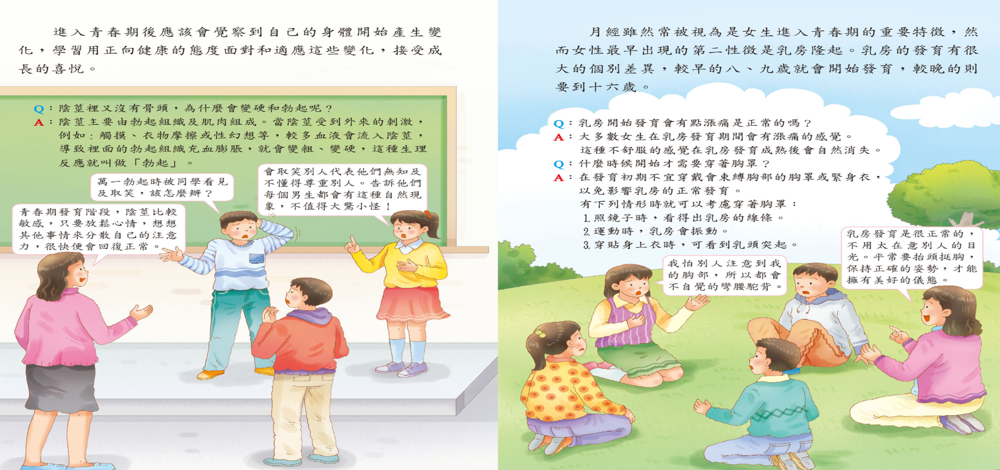 進入青春期後應該會覺察到自己的身體開始產生變
化，學習用正向健康的態度面對和適應這些變化，接受成
長的喜悅。
Q：陰莖裡又沒有骨頭，為什麼會變硬和勃起呢？
A：陰莖主要由勃起組織及肌肉組成。當陰莖受到外來的刺激，
例如：觸摸、衣物摩擦或性幻想等，較多血液會流入陰莖，
導致裡面的勃起組織充血膨脹，就會變粗、變硬，這種生理
反應就叫做「勃起」。
萬一勃起時被同學看見
及取笑，該怎麼辦？
會取笑別人代表他們無知及
不懂得尊重別人。告訴他們
每個男生都會有這種自然現
象，不值得大驚小怪！
青春期發育階段，陰莖比較
敏感，只要放鬆心情，想想
其他事情來分散自己的注意
力，很快便會回復正常。
月經雖然常被視為是女生進入青春期的重要特徵，然
而女性最早出現的第二性徵是乳房隆起。乳房的發育有很
大的個別差異，較早的八、九歲就會開始發育，較晚的則
要到十六歲。
Q：乳房開始發育會有點漲痛是正常的嗎？
A：大多數女生在乳房發育期間會有漲痛的感覺。
這種不舒服的感覺在乳房發育成熟後會自然消失。
Q：什麼時候開始才需要穿著胸罩？
A：在發育初期不宜穿戴會束縛胸部的胸罩或緊身衣，
以免影響乳房的正常發育。
有下列情形時就可以考慮穿著胸罩：
1.照鏡子時，看得出乳房的線條。
2.運動時，乳房會振動。
3.穿貼身上衣時，可看到乳頭突起。
我怕別人注意到我
的胸部，所以都會
不自覺的彎腰駝背。
乳房發育是很正常的，
不用太在意別人的目
光。平常要抬頭挺胸，
保持正確的姿勢，才能
擁有美好的儀態。